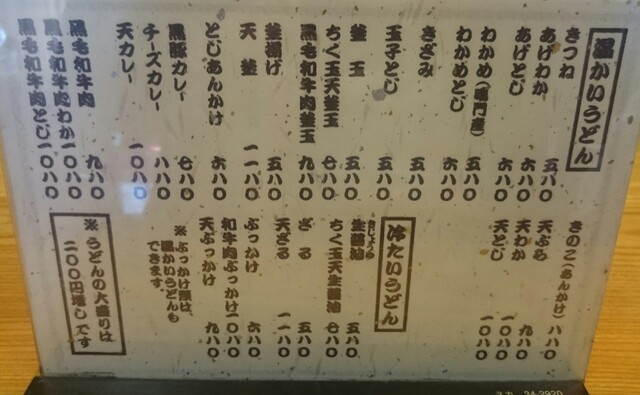 温かいうどん
きつね 五八〇
あげわか 六八〇
あげとじ 六八〇
わかめ(鳴門産) 五八〇
わかめとじ 六八〇
きざみ 五八〇
玉子とじ 五八〇
釜玉 五八〇
ちく玉天釜玉 七八〇
黒毛和牛肉釜玉 九八〇
釜揚げ 五八〇
天釜 一一八〇
とじあんかけ 六八〇
黒豚カレー 七八〇
チーズカレー 八八〇
天カレー 一〇八〇
黒毛和牛肉 九八〇
黒毛和牛肉わか 一〇八〇
黒毛和牛肉とじ 一〇八〇
きのこ(あんかけ) 八八〇
天ぷら 九八〇
天わか 一〇八〇
天とじ 一〇八〇
冷たいうどん
きじょうゆ
生醤油 五八〇
ちく玉天生醤油 七八〇
ざる 五八〇
天ざる 一一八〇
ぶっかけ 六八〇
和牛肉ぶっかけ 一〇八〇
天ぶっかけ 九八〇
※ぶっかけ類は、
温かいうどんも
できます。
※うどんの大盛りは
二〇〇円増しです